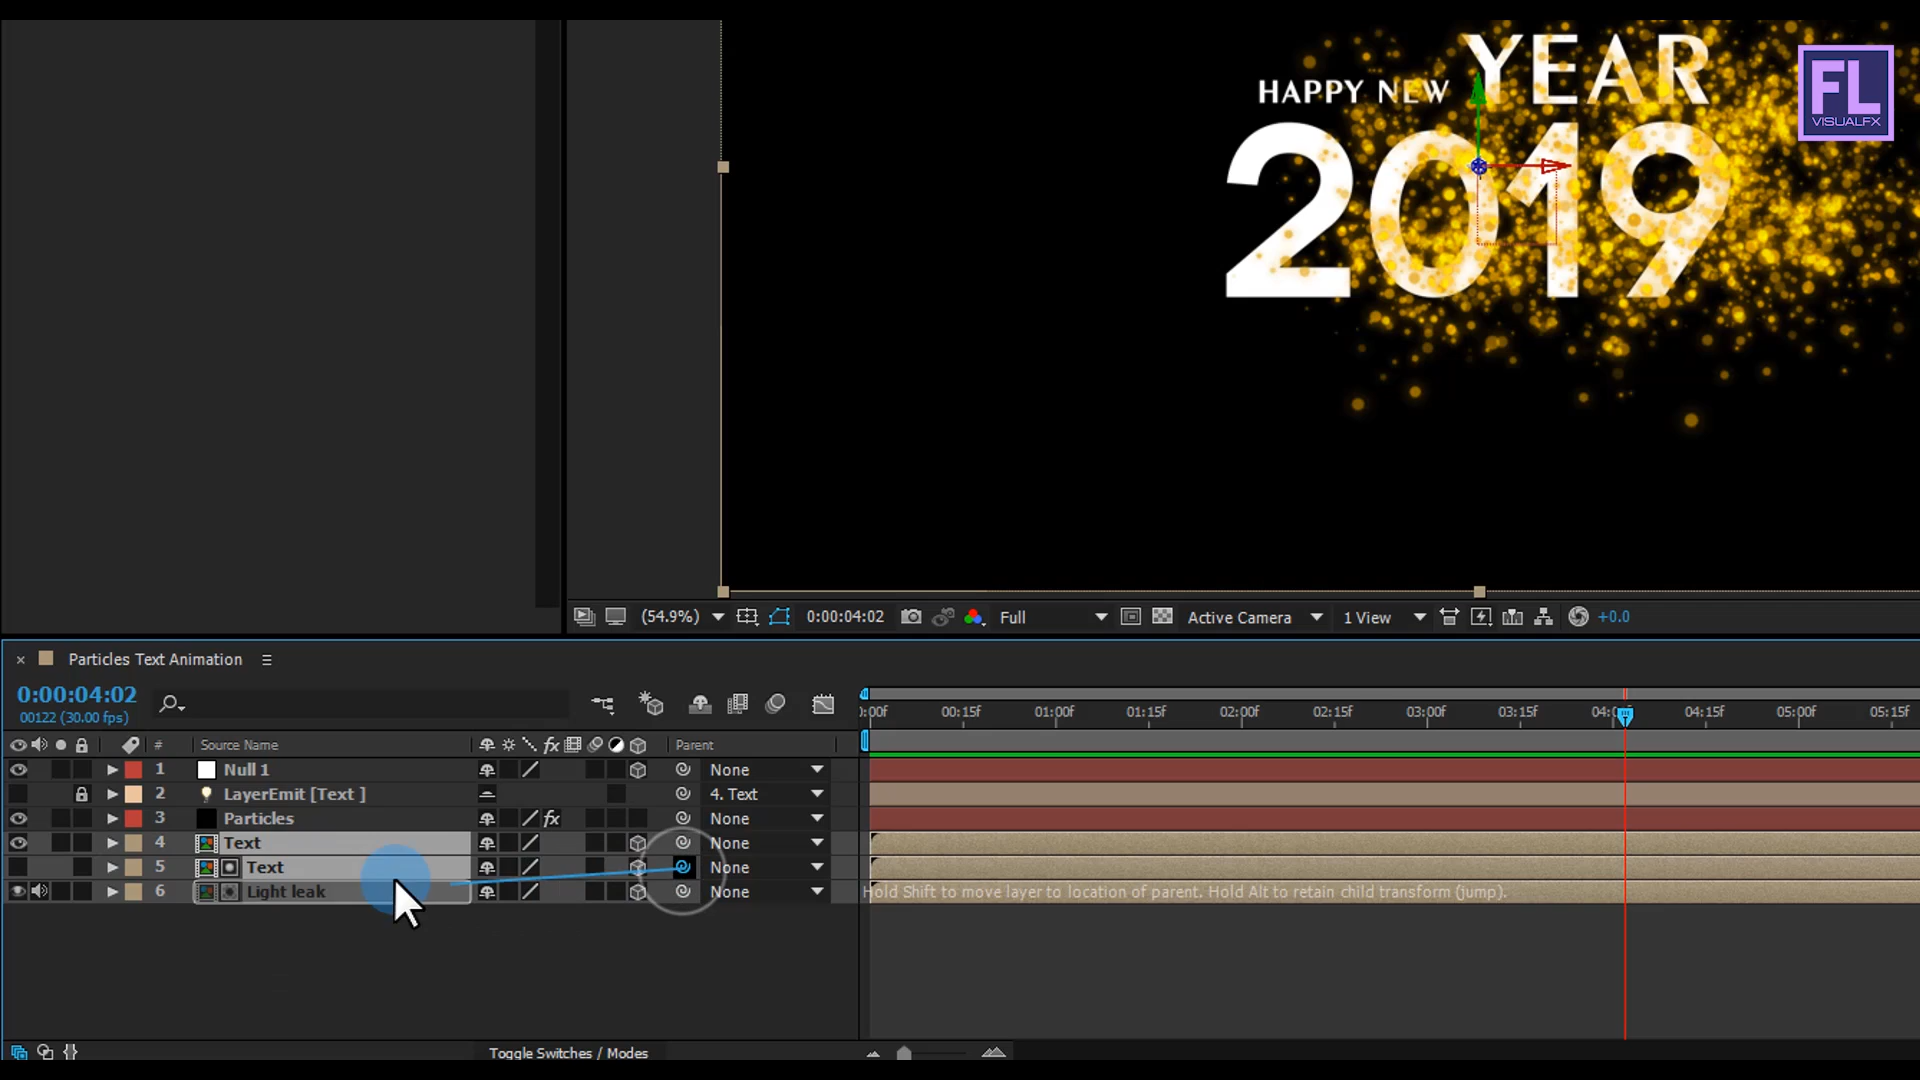 YEAR
HAPPY NEW
2019
FL
VISUALFX
(54.9%)
0:00:04:02
Full
Active Camera
1 View
+0.0
× Particles Text Animation
0:00:04:02
00122 (30.00 fps)
):00f 00:15f 01:00f 01:15f 02:00f 02:15f 03:00f 03:15f 04:0 04:15f 05:00f 05:15f
# Source Name fx Parent
1 Null 1 None
2 LayerEmit [Text ] 4. Text
3 Particles fx None
4 Text None
5 Text None
6 Light leak None
Hold Shift to move layer to location of parent. Hold Alt to retain child transform (jump).
Toggle Switches / Modes